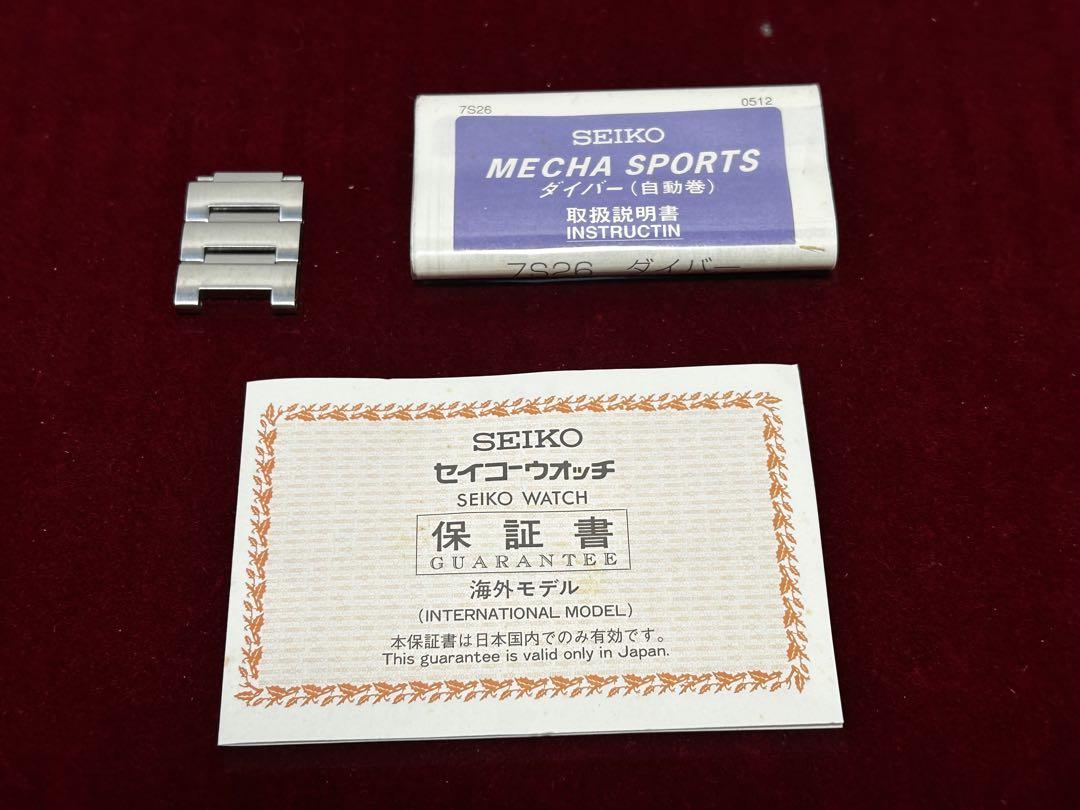 7S26 0512
SEIKO
MECHA SPORTS
ダイバー(自動巻)
取扱説明書
INSTRUCTIN
7S26 ダイバー
SEIKO
セイコーウオッチ
SEIKO WATCH
保証書
GUARANTEE
海外モデル
(INTERNATIONAL MODEL)
本保証書は日本国内でのみ有効です。
This guarantee is valid only in Japan.